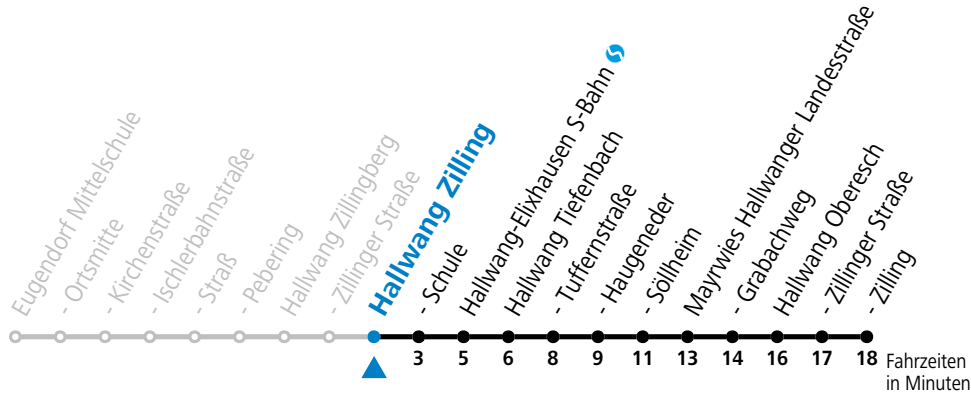 Eugendorf Mittelschule
- Ortsmitte
- Kirchenstraße
- Ischlerbahnstraße
- Straß
- Pebering
Hallwang Zillingberg
- Zillinger Straße
Hallwang Zilling
- Schule
Hallwang-Elixhausen S-Bahn
Hallwang Tiefenbach
- Tuffernstraße
- Haugeneder
- Söllheim
Mayrwies Hallwanger Landesstraße
- Grabachweg
Hallwang Oberesch
- Zillinger Straße
- Zilling
3 5 6 8 9 11 13 14 16 17 18 Fahrzeiten
in Minuten